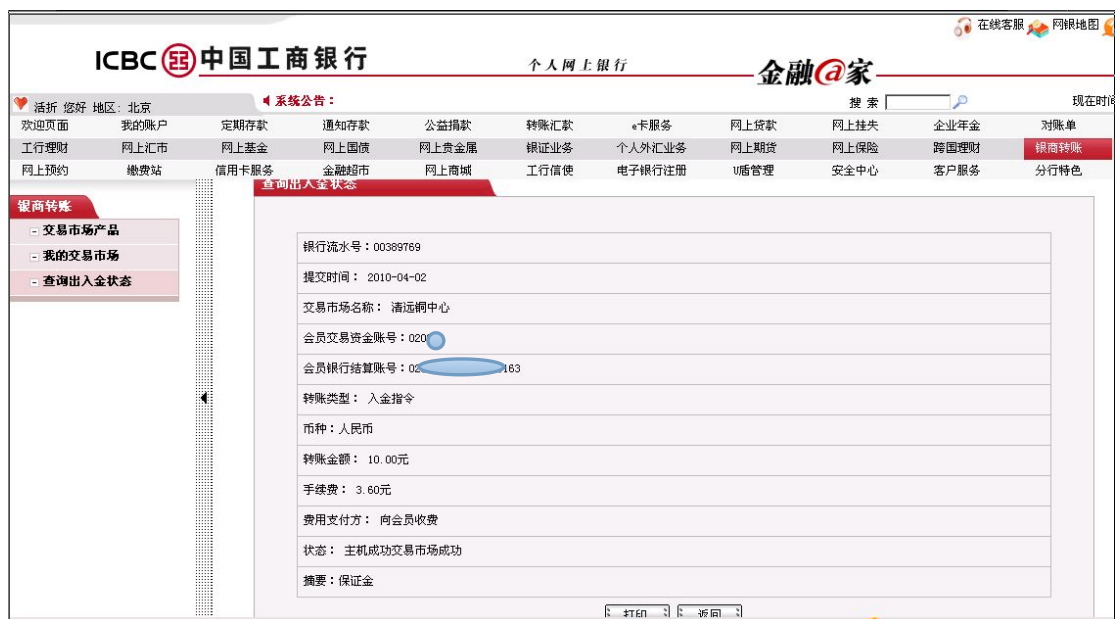 在线客服 网银地图
ICBC 中国工商银行 个人网上银行 金融@家
活折 您好 地区：北京 系统公告： 搜 索 现在时间
欢迎页面 我的账户 定期存款 通知存款 公益捐款 转账汇款 e卡服务 网上贷款 网上挂失 企业年金 对账单
工行理财 网上汇市 网上基金 网上国债 网上贵金属 银证业务 个人外汇业务 网上期货 网上保险 跨国理财 银商转账
网上预约 缴费站 信用卡服务 金融超市 网上商城 工行信使 电子银行注册 U盾管理 安全中心 客户服务 分行特色
银商转账
交易市场产品
我的交易市场
查询出入金状态
查询出入金状态
银行流水号：00389769
提交时间： 2010-04-02
交易市场名称： 清远铜中心
会员交易资金账号：020
会员银行结算账号：02 163
转账类型： 入金指令
币种：人民币
转账金额： 10.00元
手续费： 3.60元
费用支付方： 向会员收费
状态： 主机成功交易市场成功
摘要：保证金
打印 返回